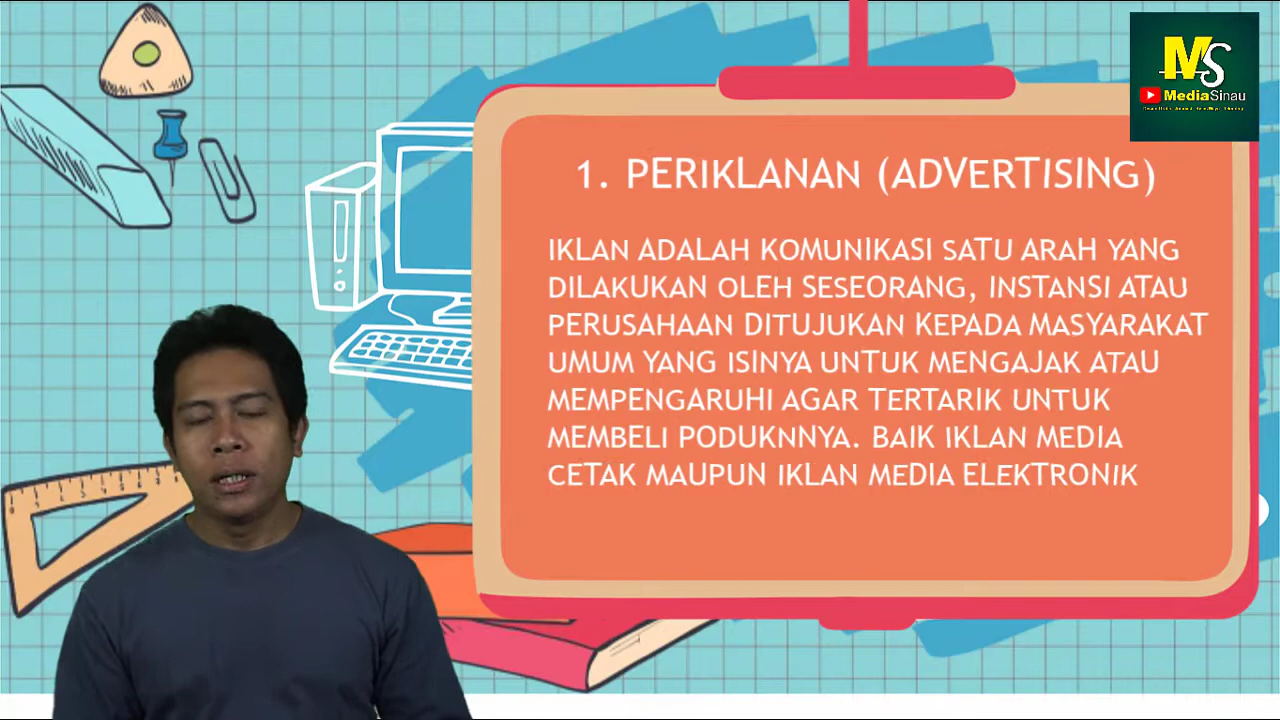 MS
MediaSinau
1. PERIKLANAN (ADVERTISING)
IKLAN ADALAH KOMUNIKASI SATU ARAH YANG
DILAKUKAN OLEH SESEORANG, INSTANSI ATAU
PERUSAHAAN DITUJUKAN KEPADA MASYARAKAT
UMUM YANG ISINYA UNTUK MENGAJAK ATAU
MEMPENGARUHI AGAR TERTARIK UNTUK
MEMBELI PODUKNNYA. BAIK IKLAN MEDIA
CETAK MAUPUN IKLAN MEDIA ELEKTRONIK